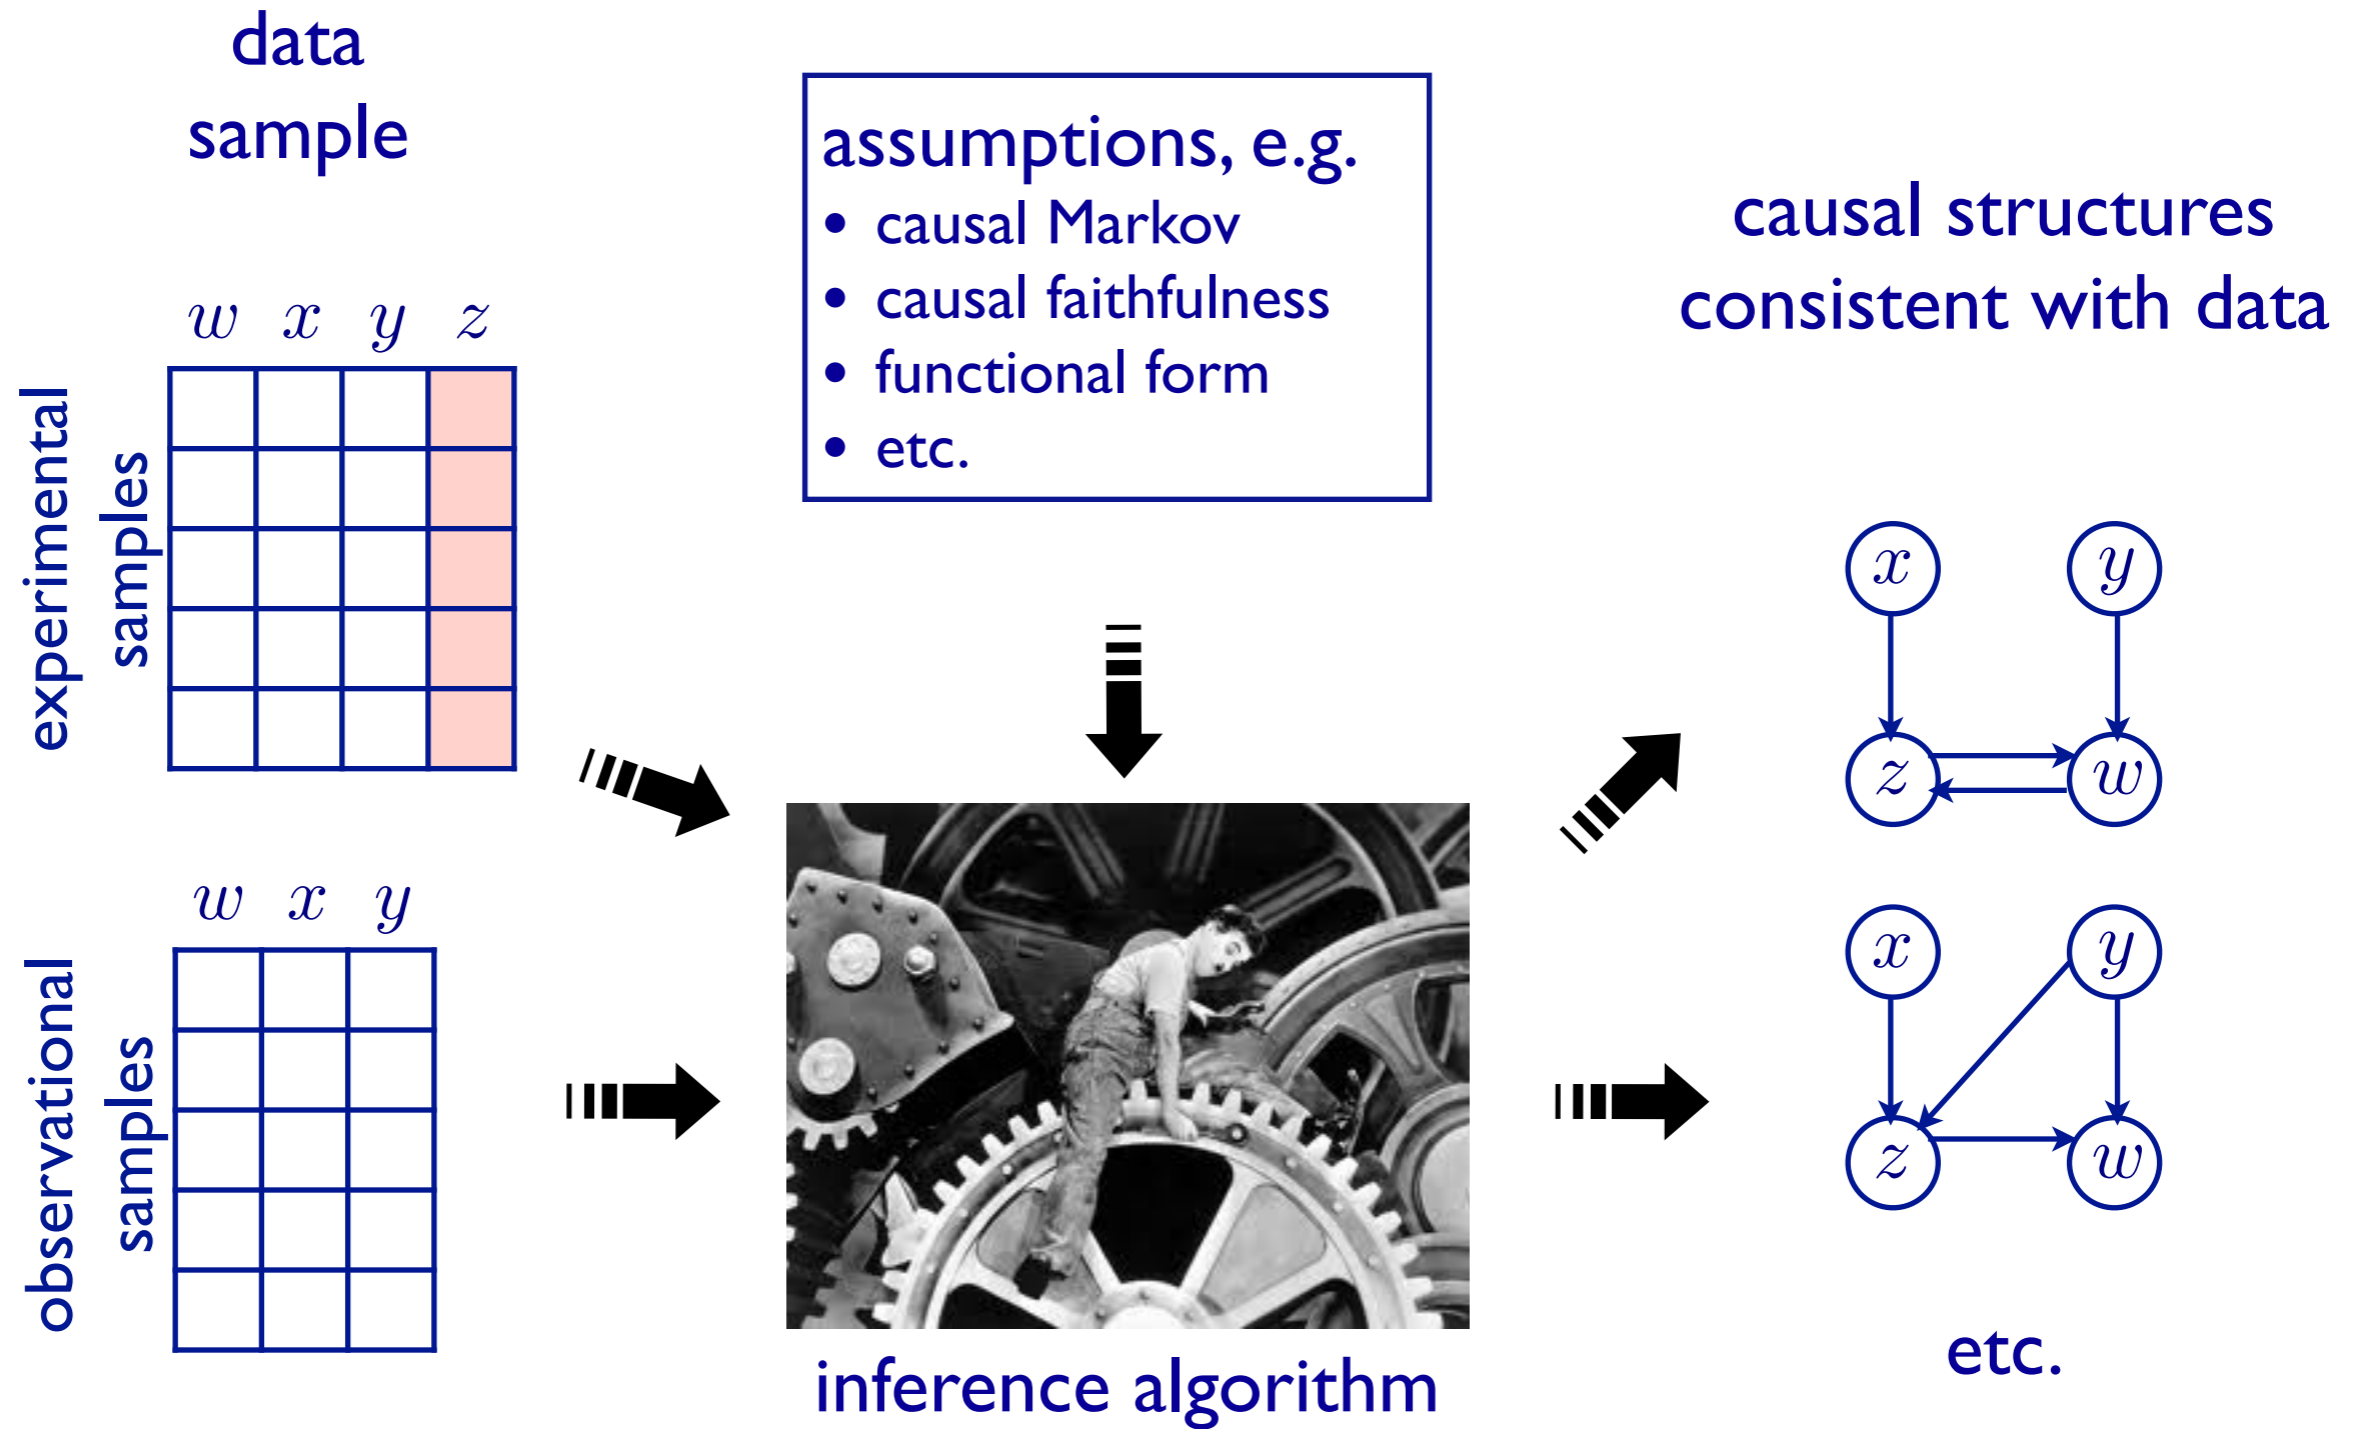 data
sample
assumptions, e.g.
• causal Markov
• causal faithfulness
• functional form
• etc.
causal structures
consistent with data
w x y z
experimental
samples
w x y
observational
samples
x y
z w
x y
z w
etc.
inference algorithm